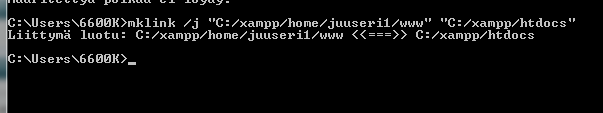 Määritettyä polkua ei löydy.
C:\Users\6600K>mklink /j "C:/xampp/home/juuseri1/www" "C:/xampp/htdocs"
Liittymä luotu: C:/xampp/home/juuseri1/www <<===>> C:/xampp/htdocs
C:\Users\6600K>_